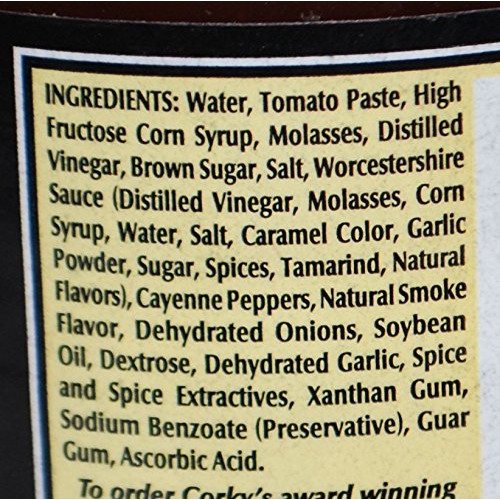 INGREDIENTS: Water, Tomato Paste, High
Fructose Corn Syrup, Molasses, Distilled
Vinegar, Brown Sugar, Salt, Worcestershire
Sauce (Distilled Vinegar, Molasses, Corn
Syrup, Water, Salt, Caramel Color, Garlic
Powder, Sugar, Spices, Tamarind, Natural
Flavors), Cayenne Peppers, Natural Smoke
Flavor, Dehydrated Onions, Soybean
Oil, Dextrose, Dehydrated Garlic, Spice
and Spice Extractives, Xanthan Gum,
Sodium Benzoate (Preservative), Guar
Gum, Ascorbic Acid.
To order Corky's award winning